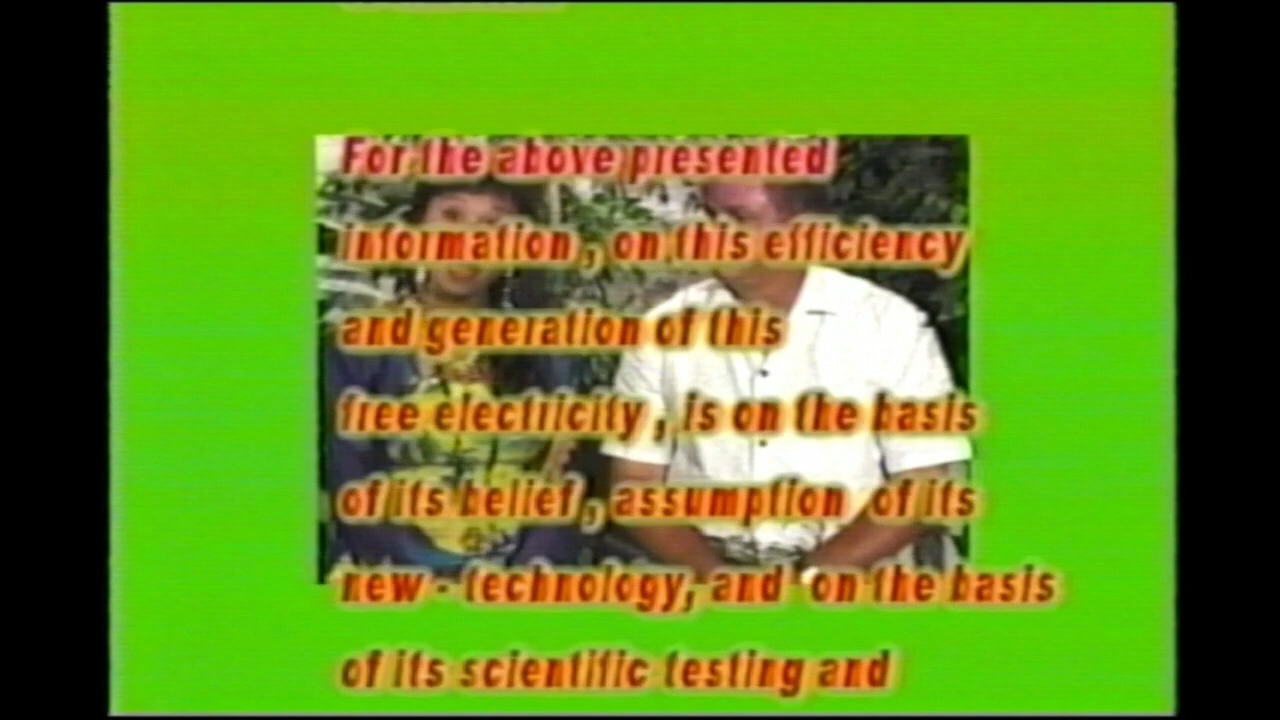 For the above presented
information , on this efficiency
and generation of this
free electricity , is on the basis
of its belief , assumption of its
new - technology, and on the basis
of its scientific testing and